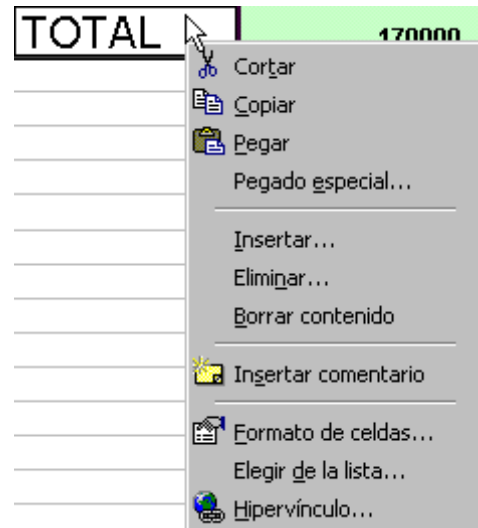 TOTAL 170000
Cortar
Copiar
Pegar
Pegado especial...
Insertar...
Eliminar...
Borrar contenido
Insertar comentario
Formato de celdas...
Elegir de la lista...
Hipervínculo...